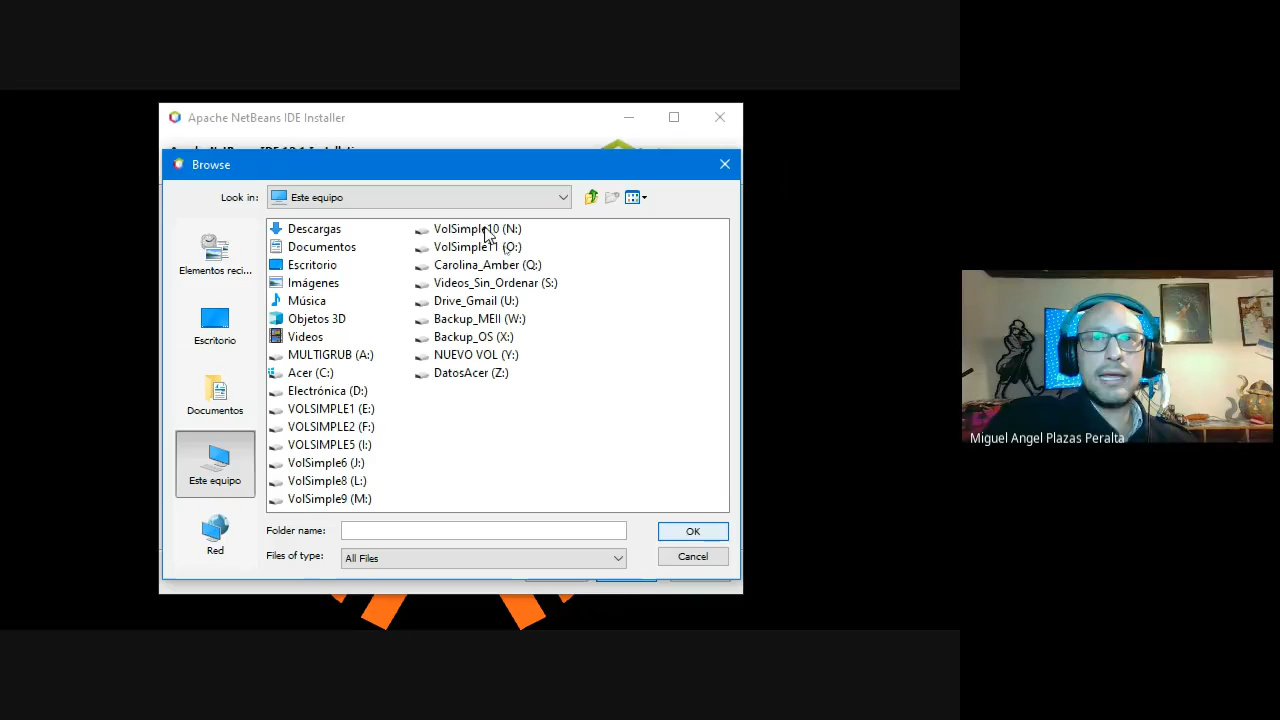 Apache NetBeans IDE Installer
Browse
Look in:
Este equipo
Elementos reci...
Escritorio
Documentos
Este equipo
Red
Descargas
Documentos
Escritorio
Imágenes
Música
Objetos 3D
Videos
MULTIGRUB (A:)
Acer (C:)
Electrónica (D:)
VOLSIMPLE1 (E:)
VOLSIMPLE2 (F:)
VOLSIMPLE5 (I:)
VolSimple6 (J:)
VolSimple8 (L:)
VolSimple9 (M:)
VolSimple10 (N:)
VolSimple11 (O:)
Carolina_Amber (Q:)
Videos_Sin_Ordenar (S:)
Drive_Gmail (U:)
Backup_MEII (W:)
Backup_OS (X:)
NUEVO VOL (Y:)
DatosAcer (Z:)
Folder name:
OK
Files of type:
All Files
Cancel
Miguel Angel Plazas Peralta